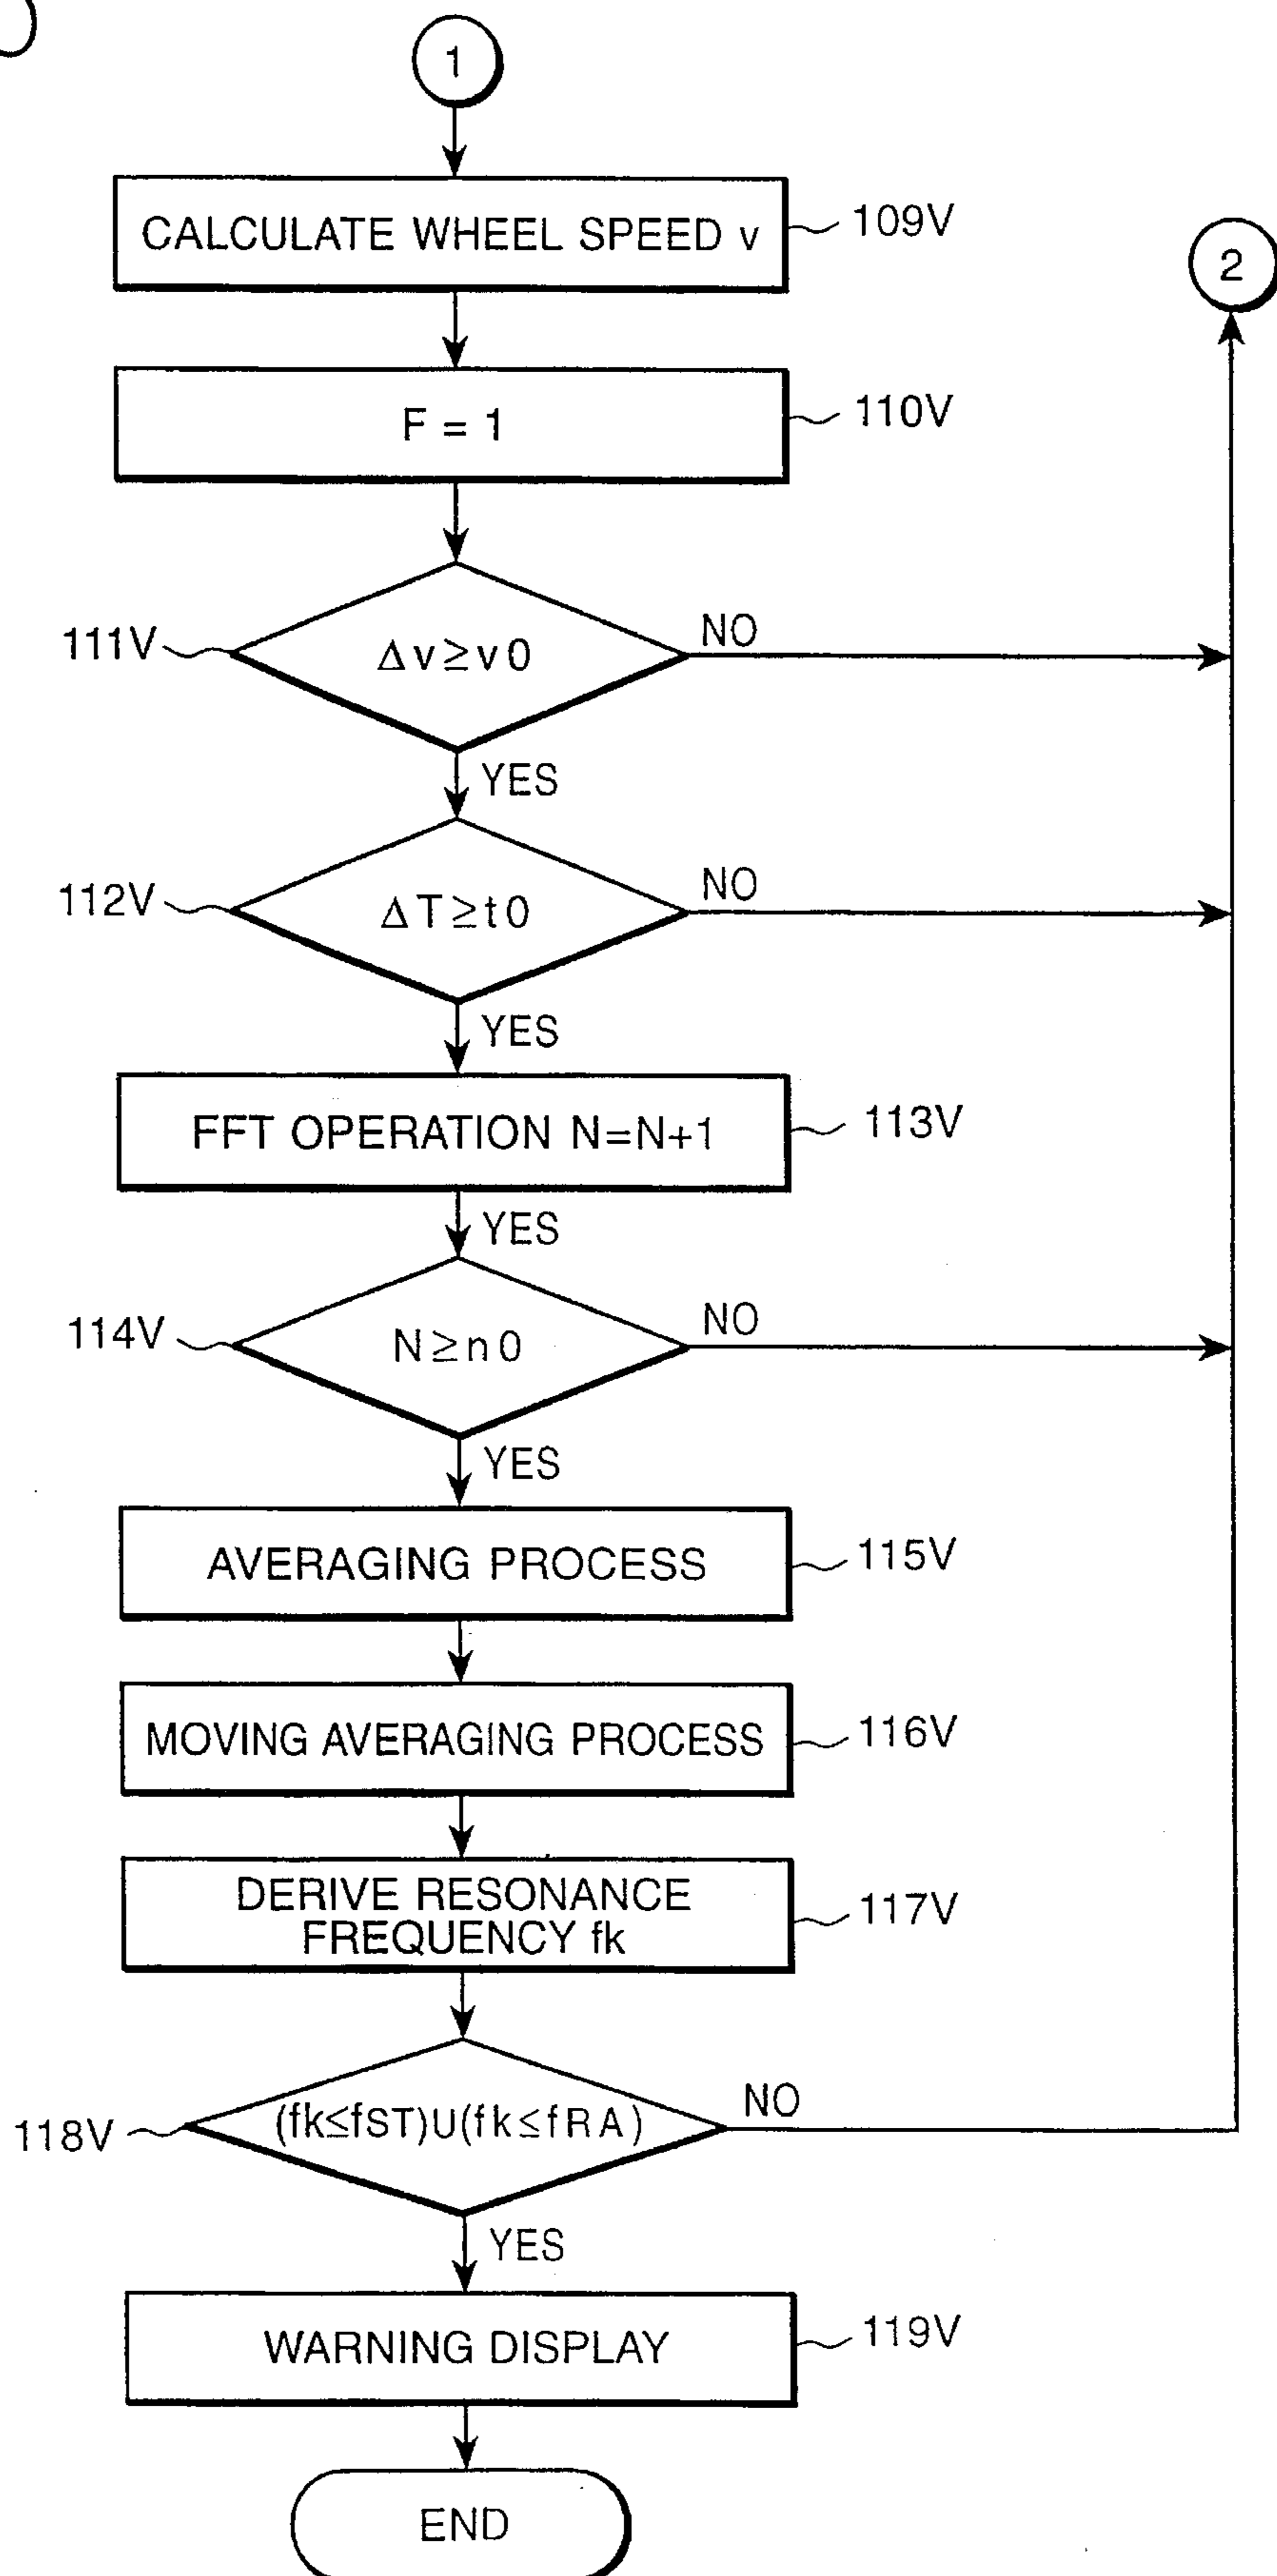 1
CALCULATE WHEEL SPEED v
109V
2
F = 1
110V
111V
Δv≥v0
NO
YES
112V
ΔT≥t0
NO
YES
FFT OPERATION N=N+1
113V
YES
114V
N≥n0
NO
YES
AVERAGING PROCESS
115V
MOVING AVERAGING PROCESS
116V
DERIVE RESONANCE
FREQUENCY fk
117V
118V
(fk≤fST)U(fk≤fRA)
NO
YES
WARNING DISPLAY
119V
END